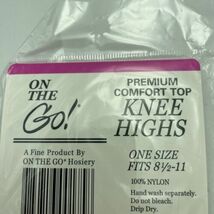 ON
THE
Go!
A Fine Product By
ON THE GO® Hosiery
PREMIUM
COMFORT TOP
KNEE
HIGHS
ONE SIZE
FITS 8½-11
100% NYLON
Hand wash separately.
Do not bleach.
Drip Dry.